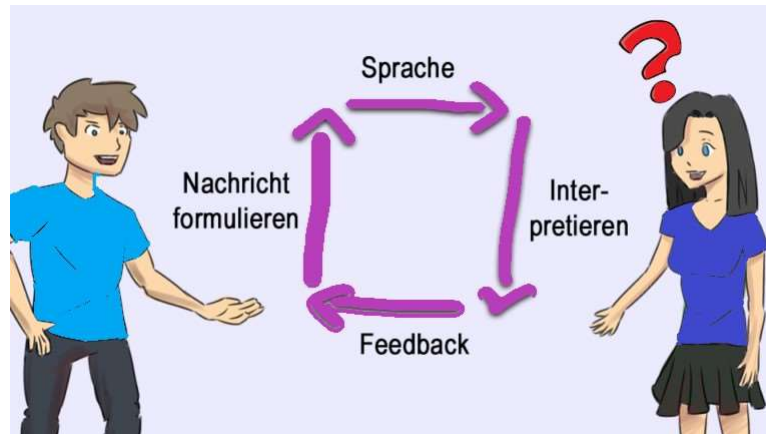 Sprache
Nachricht
formulieren
Inter-
pretieren
Feedback
?